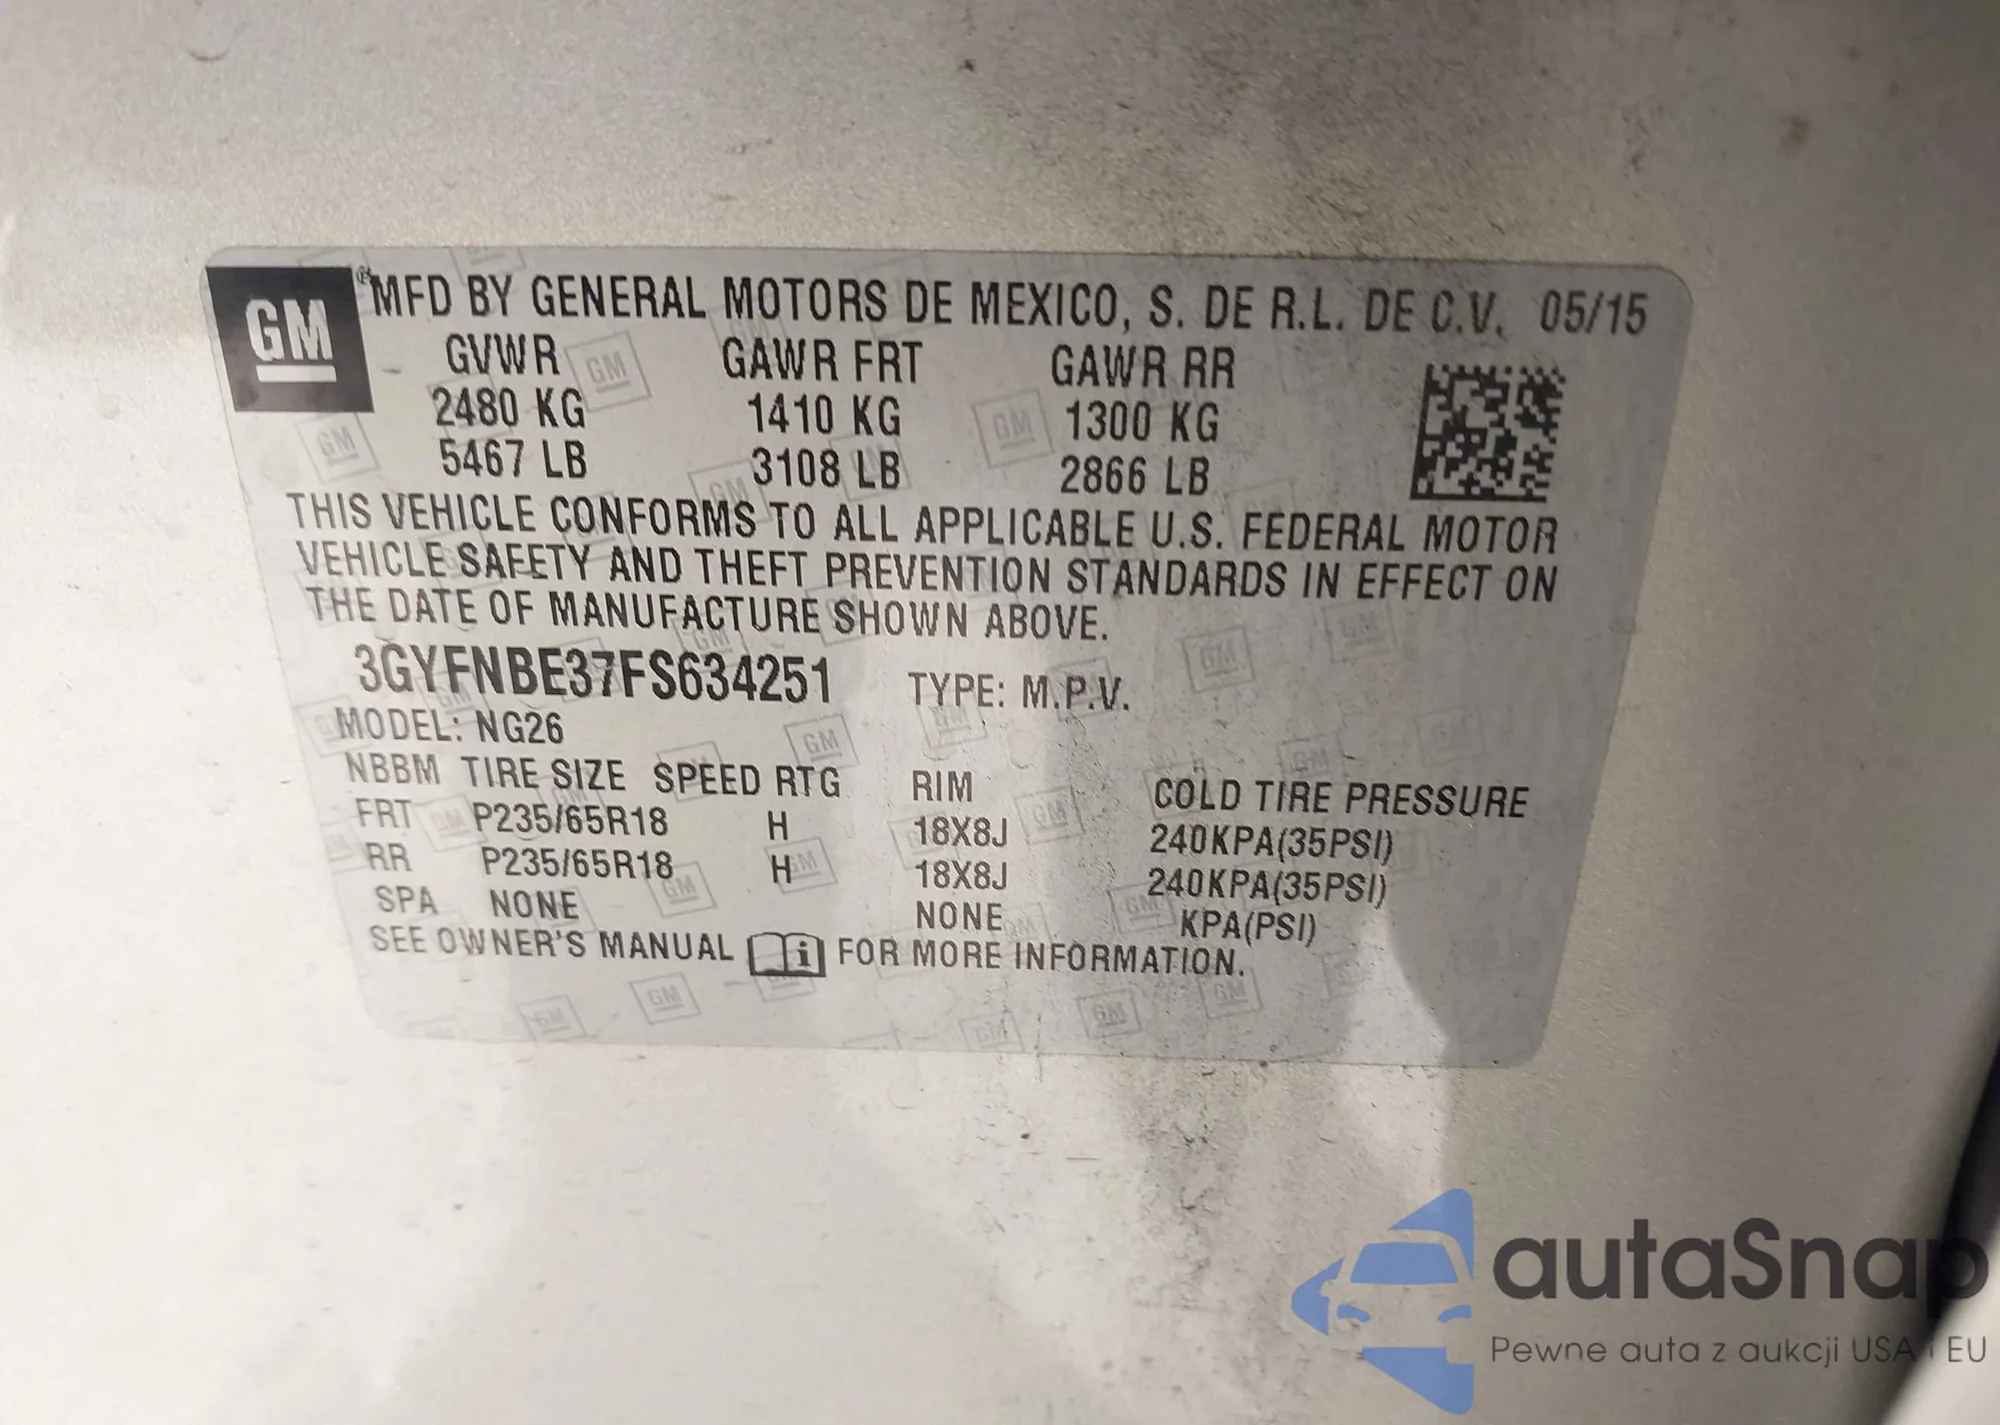 GM ® MFD BY GENERAL MOTORS DE MEXICO, S. DE R.L. DE C.V. 05/15
GVWR GAWR FRT GAWR RR
2480 KG 1410 KG 1300 KG
5467 LB 3108 LB 2866 LB
THIS VEHICLE CONFORMS TO ALL APPLICABLE U.S. FEDERAL MOTOR
VEHICLE SAFETY AND THEFT PREVENTION STANDARDS IN EFFECT ON
THE DATE OF MANUFACTURE SHOWN ABOVE.
3GYFNBE37FS634251 TYPE: M.P.V.
MODEL: NG26
NBBM TIRE SIZE SPEED RTG RIM COLD TIRE PRESSURE
FRT P235/65R18 H 18X8J 240KPA(35PSI)
RR P235/65R18 H 18X8J 240KPA(35PSI)
SPA NONE NONE KPA(PSI)
SEE OWNER'S MANUAL i FOR MORE INFORMATION.
autaSnap
Pewne auta z aukcji USA i EU